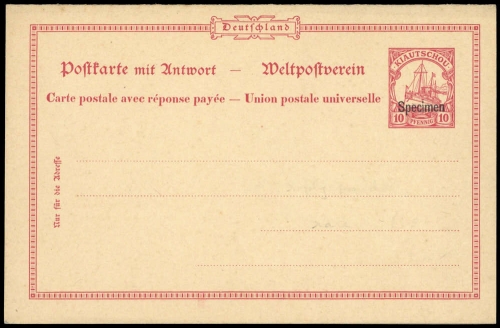 Deutschland
Postkarte mit Antwort — Weltpostverein
Carte postale avec réponse payée — Union postale universelle
KIAUTSCHOU
Specimen
10 PFENNIG 10
Nur für die Adresse